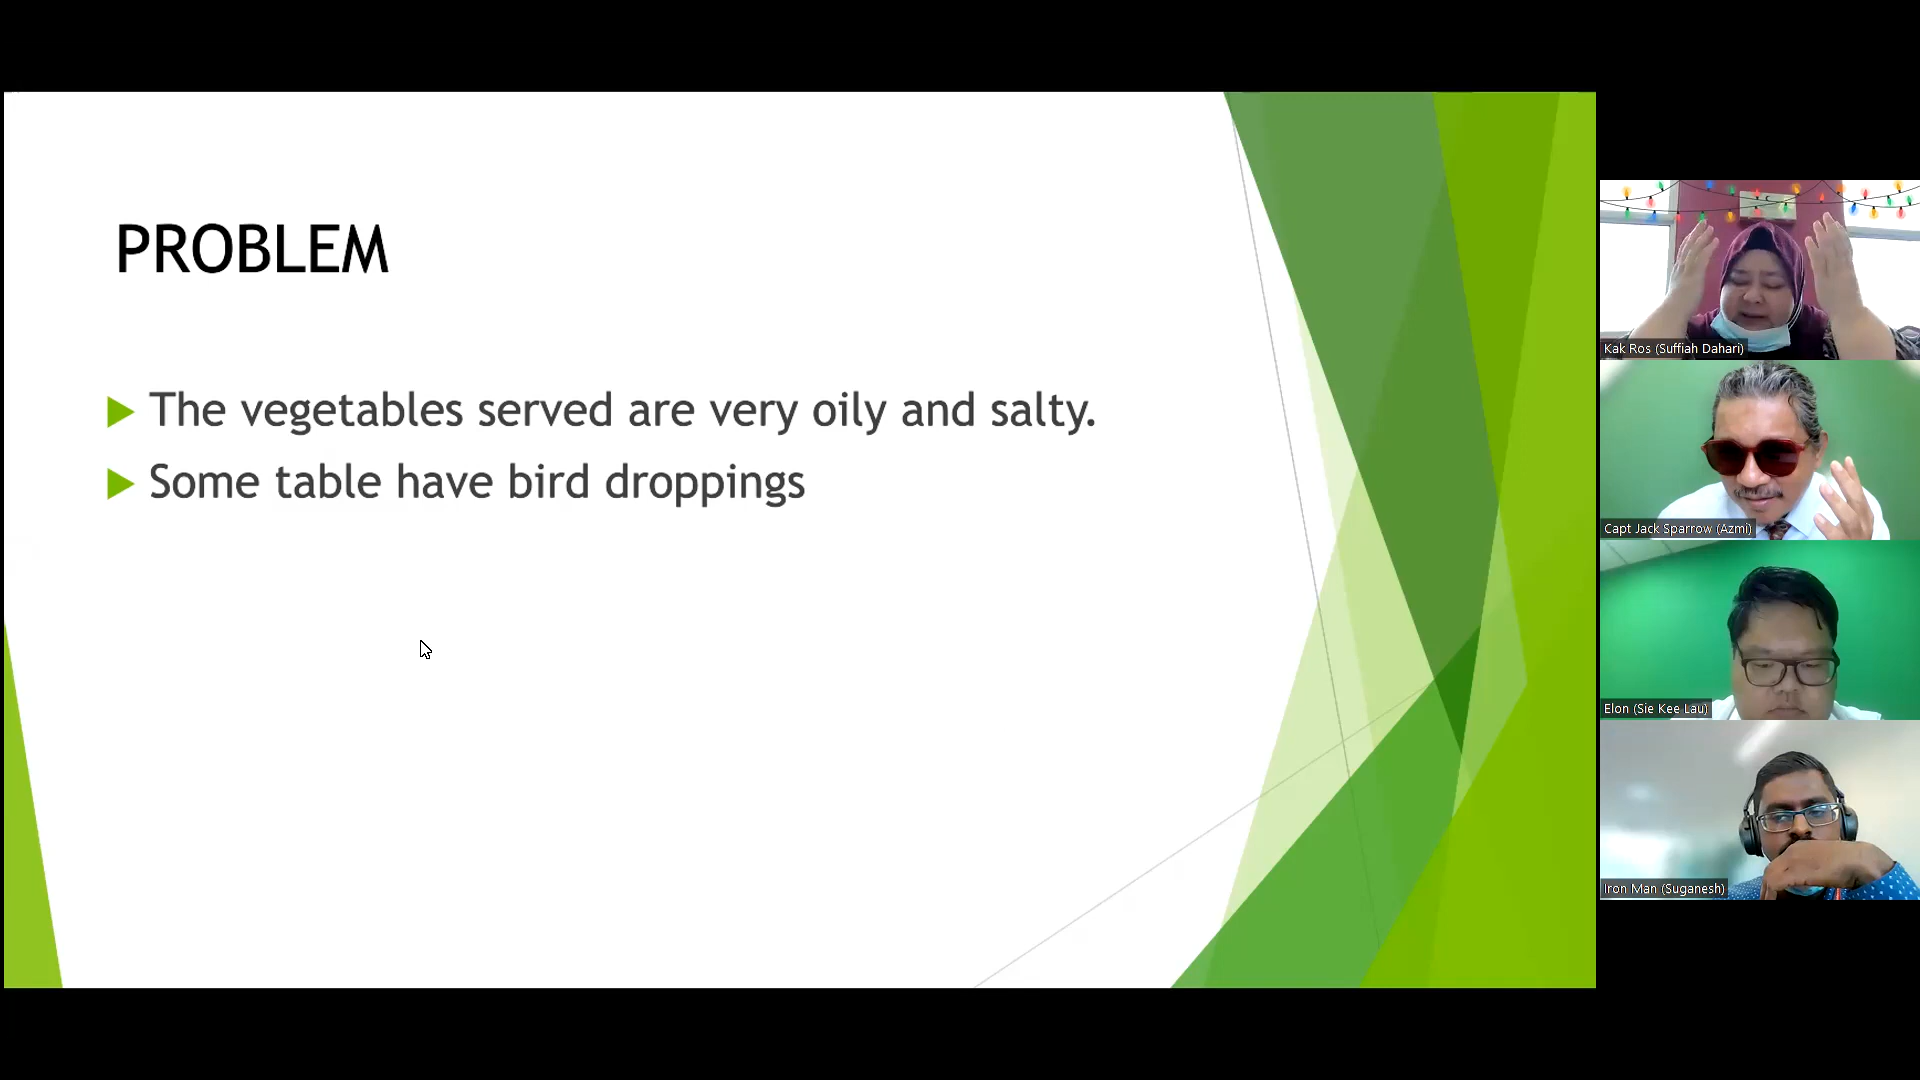 PROBLEM
The vegetables served are very oily and salty.
Some table have bird droppings
Kak Ros (Suffiah Dahari)
Capt Jack Sparrow (Azmi)
Elon (Sie Kee Lau)
Iron Man (Suganesh)